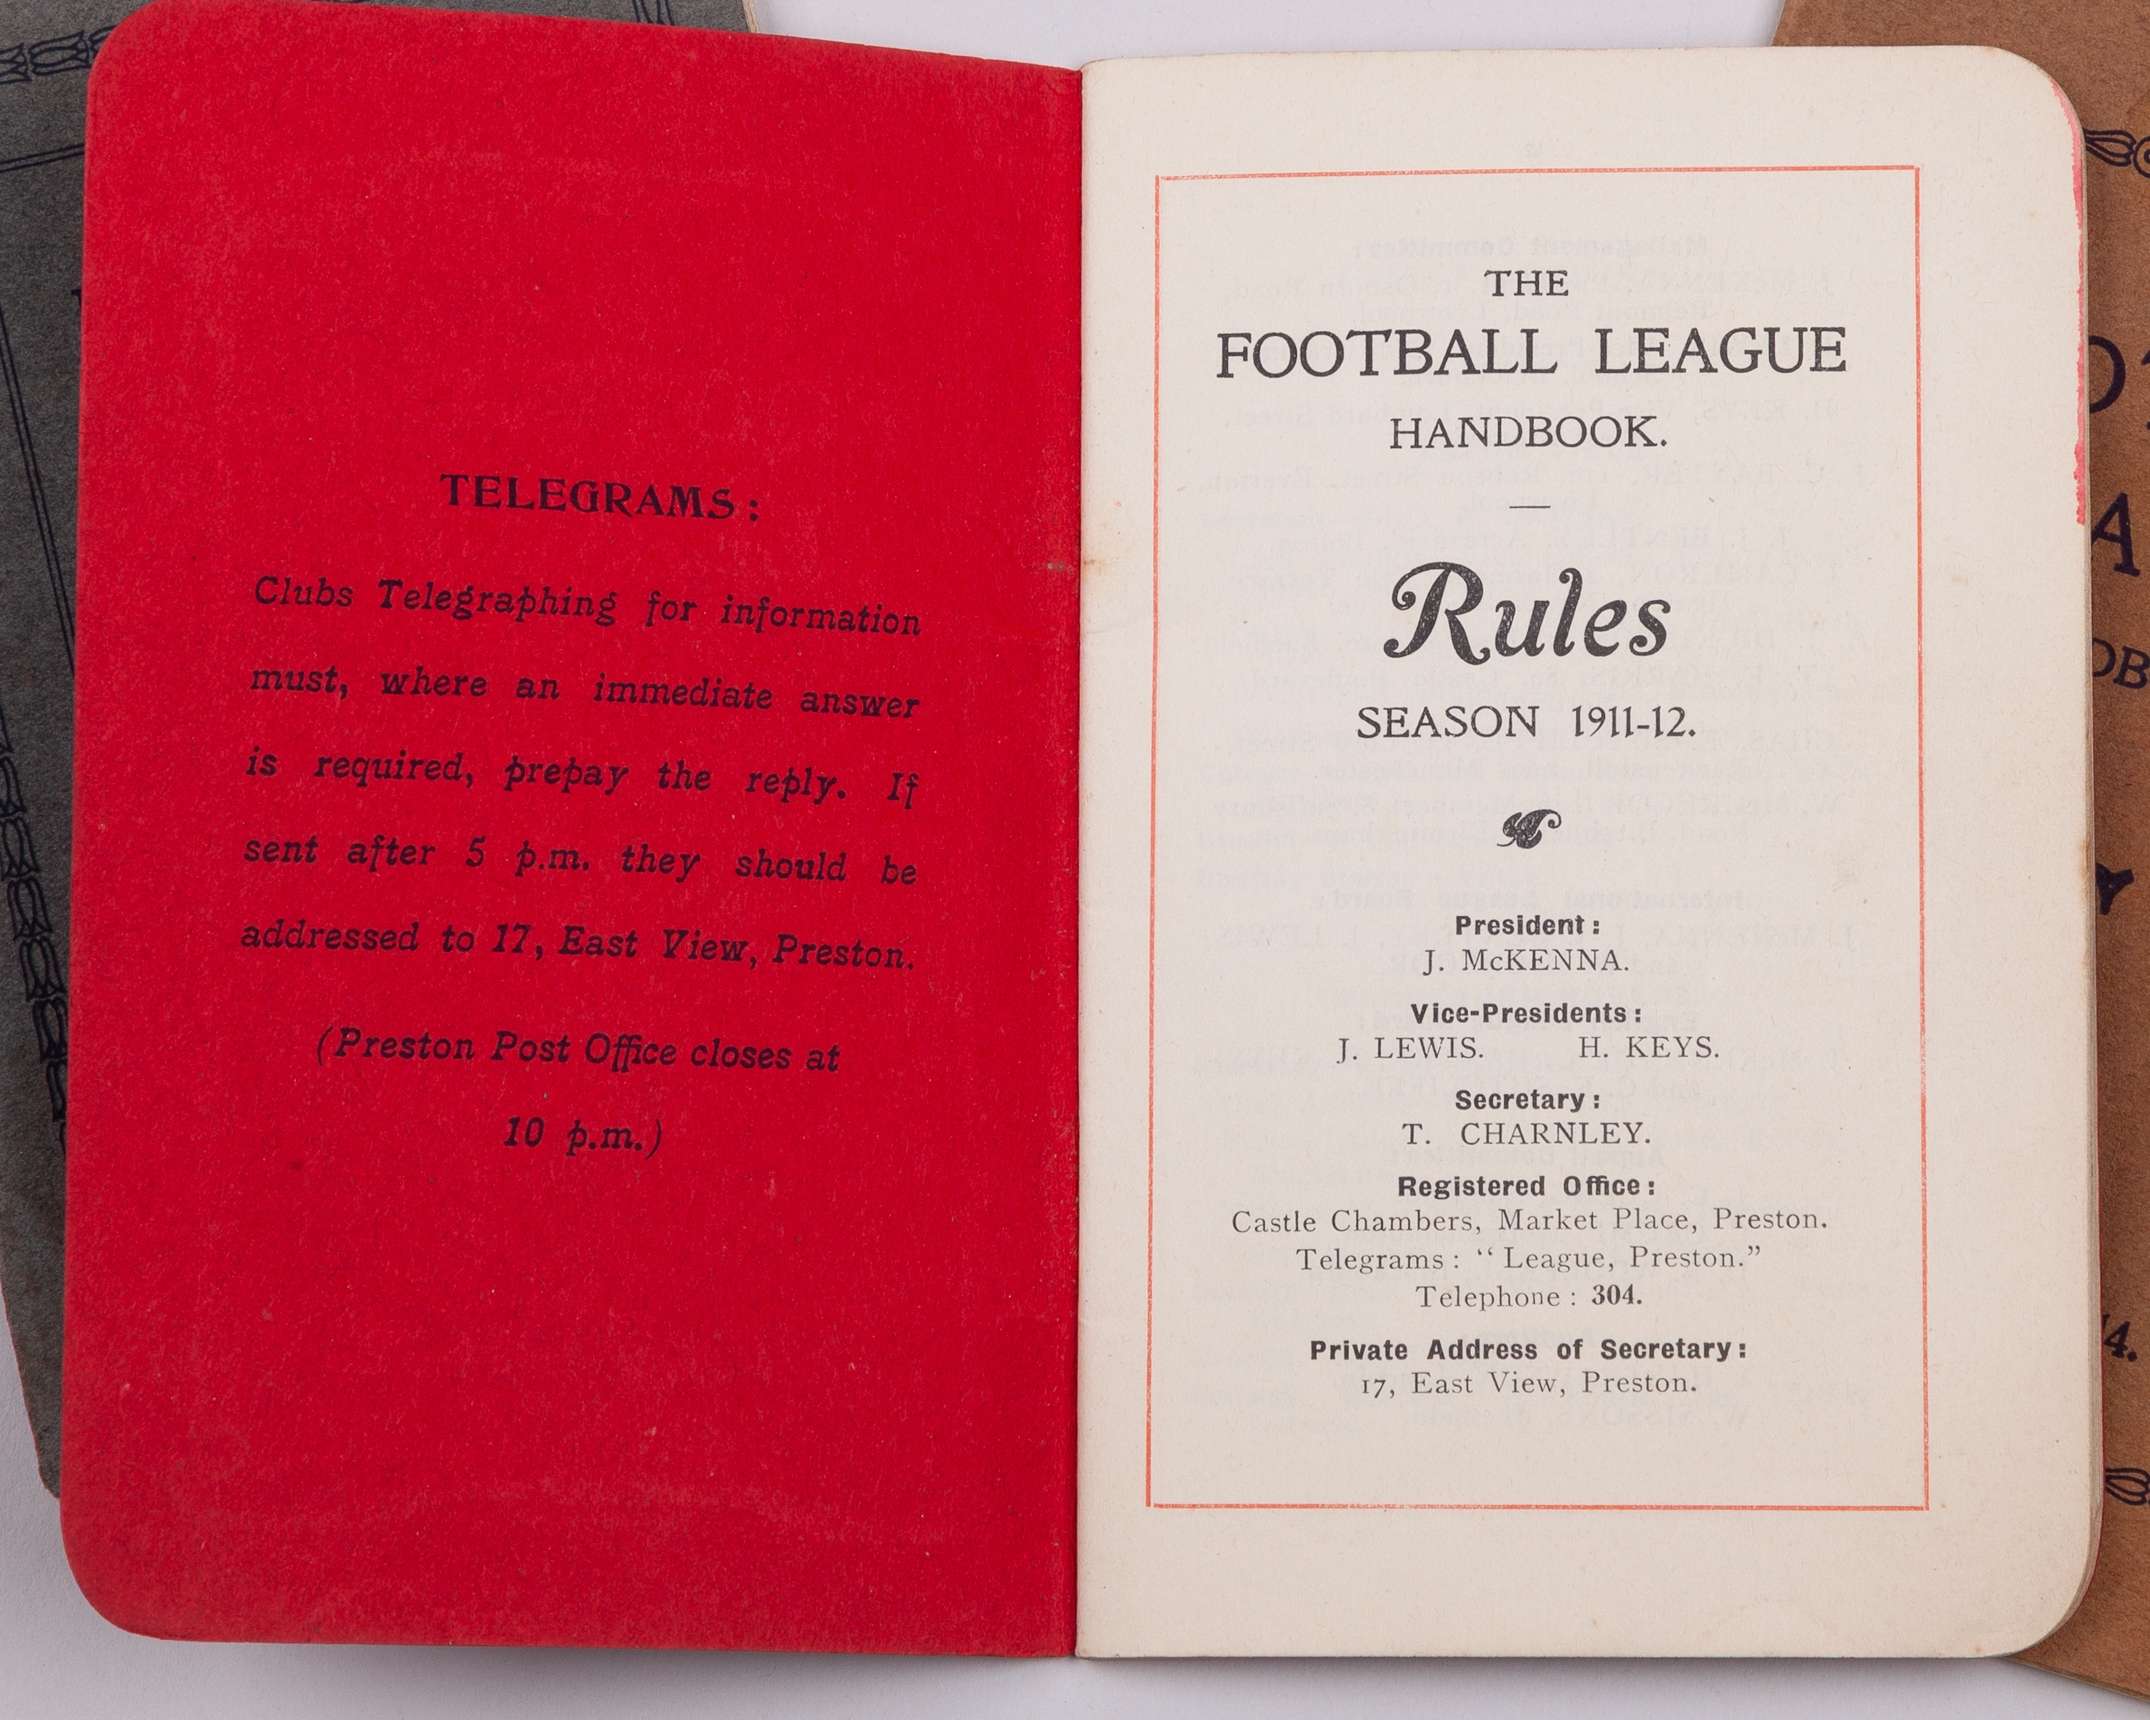 TELEGRAMS:
Clubs Telegraphing for information
must, where an immediate answer
is required, prepay the reply. If
sent after 5 p.m. they should be
addressed to 17, East View, Preston.
(Preston Post Office closes at
10 p.m.)
THE
FOOTBALL LEAGUE
HANDBOOK.
—
Rules
SEASON 1911-12.
President:
J. McKENNA.
Vice-Presidents:
J. LEWIS. H. KEYS.
Secretary:
T. CHARNLEY.
Registered Office:
Castle Chambers, Market Place, Preston.
Telegrams: “League, Preston.”
Telephone: 304.
Private Address of Secretary:
17, East View, Preston.